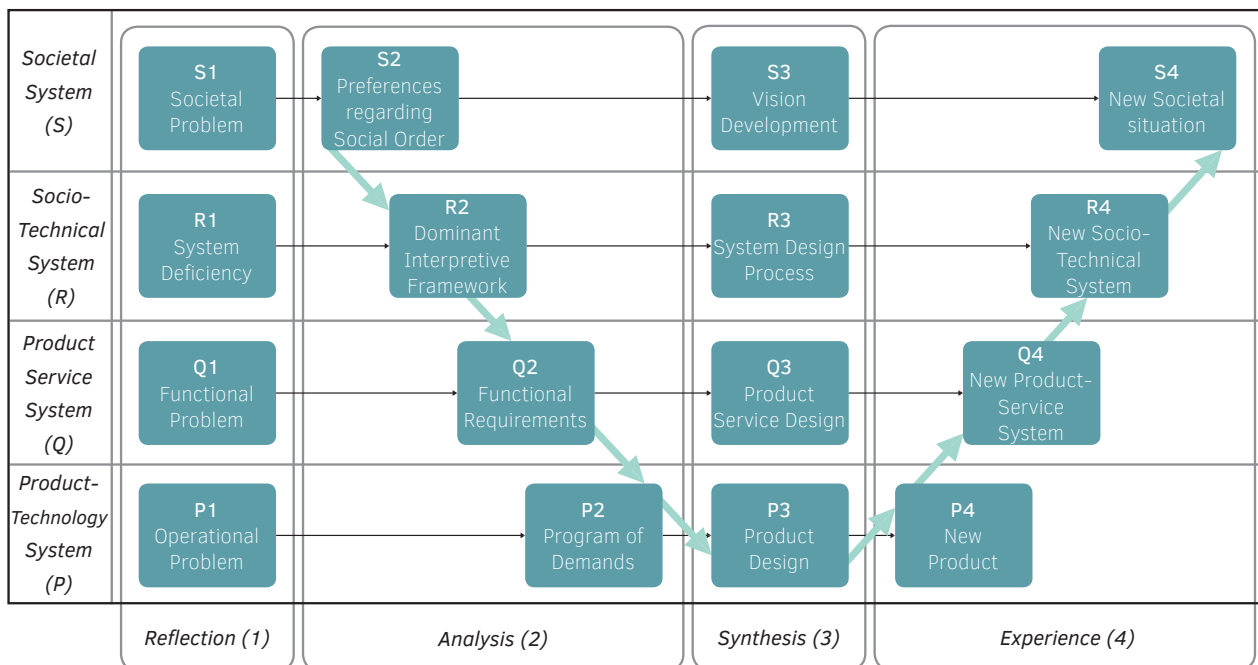 Societal
System
(S)
S1
Societal
Problem
S2
Preferences
regarding
Social Order
S3
Vision
Development
S4
New Societal
situation
Socio-
Technical
System
(R)
R1
System
Deficiency
R2
Dominant
Interpretive
Framework
R3
System Design
Process
R4
New Socio-
Technical
System
Product
Service
System
(Q)
Q1
Functional
Problem
Q2
Functional
Requirements
Q3
Product
Service Design
Q4
New Product-
Service
System
Product-
Technology
System
(P)
P1
Operational
Problem
P2
Program of
Demands
P3
Product
Design
P4
New
Product
Reflection (1)
Analysis (2)
Synthesis (3)
Experience (4)